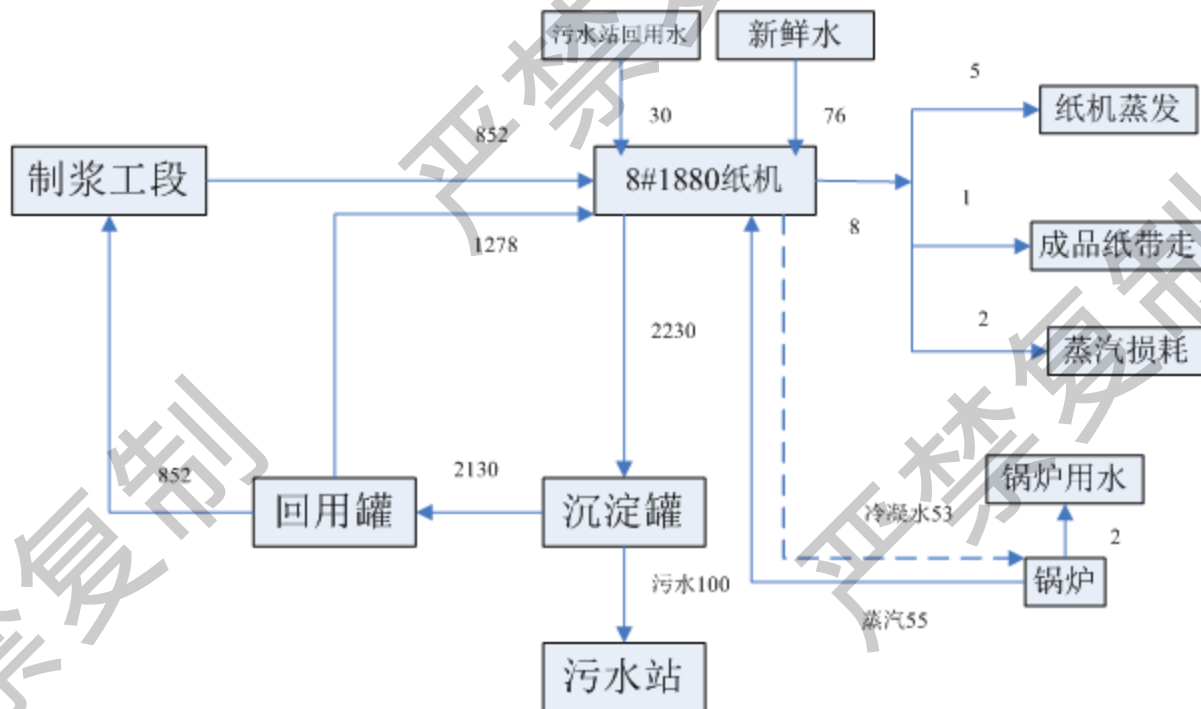 污水站回用水
新鲜水
5
纸机蒸发
30
76
852
制浆工段
8#1880纸机
1
8
1278
成品纸带走
2230
2
蒸汽损耗
852
2130
锅炉用水
回用罐
沉淀罐
冷凝水53
2
污水100
锅炉
蒸汽55
污水站
严禁复制
严禁复制
禁复制